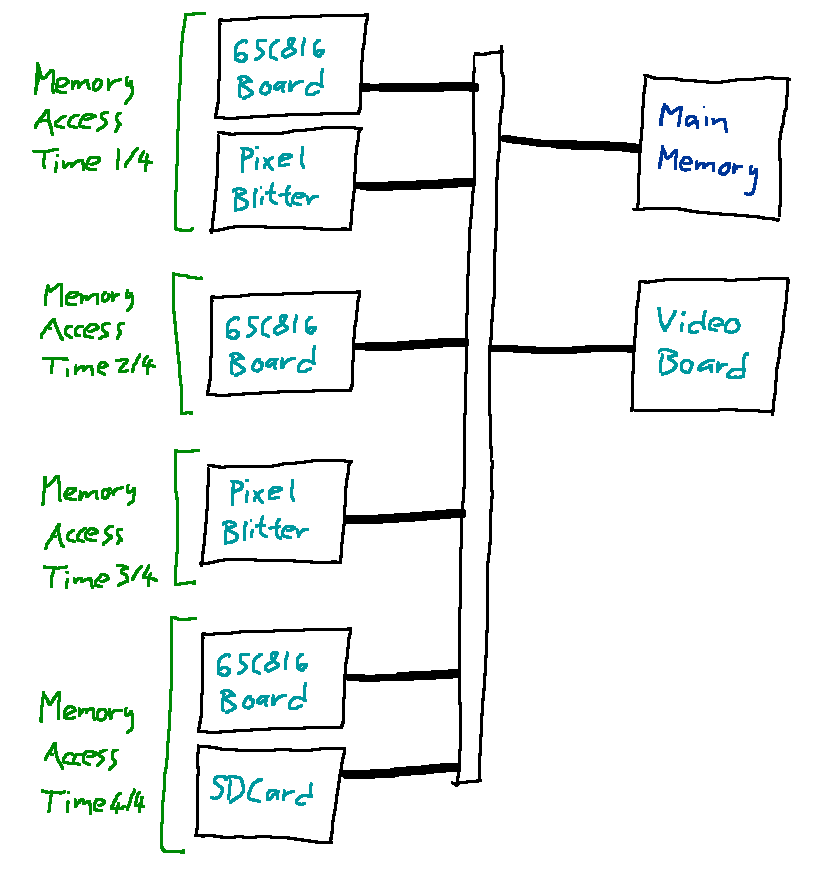 Memory
Access
Time 1/4
65C816
Board
Pixel
Blitter
Main
Memory
Memory
Access
Time 2/4
65C816
Board
Video
Board
Memory
Access
Time 3/4
Pixel
Blitter
Memory
Access
Time 4/4
65C816
Board
SDCard